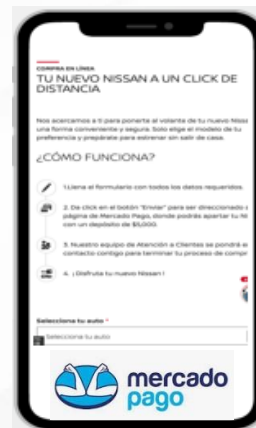 COMPRA EN LÍNEA
TU NUEVO NISSAN A UN CLICK DE
DISTANCIA
Nos acercamos a ti para ponerte al volante de tu nuevo Nissa
una forma conveniente y segura. Solo elige el modelo de tu
preferencia y prepárate para estrenar sin salir de casa.
¿CÓMO FUNCIONA?
1.Llena el formulario con todos los datos requeridos.
2. Da click en el botón "Enviar" para ser direccionado a
página de Mercado Pago, donde podrás apartar tu Ni
con un depósito de $5,000.
3. Nuestro equipo de Atención a Clientes se pondrá e
contacto contigo para terminar tu proceso de compr
4. ¡Disfruta tu nuevo Nissan!
Selecciona tu auto *
Selecciona tu auto
mercado
pago